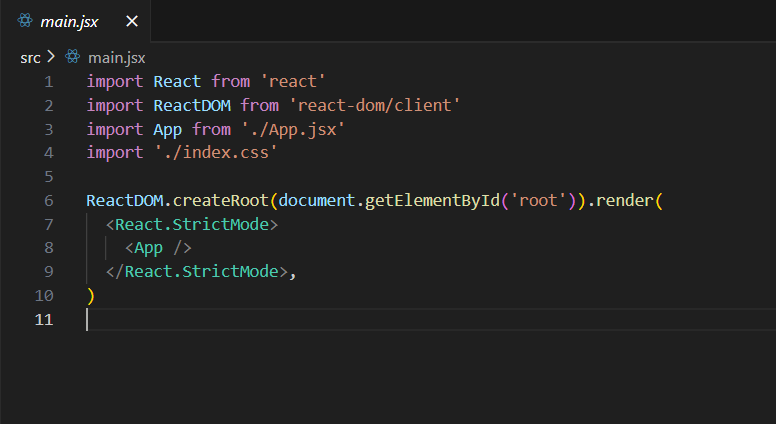 main.jsx
src > main.jsx
1 import React from 'react'
2 import ReactDOM from 'react-dom/client'
3 import App from './App.jsx'
4 import './index.css'
5
6 ReactDOM.createRoot(document.getElementById('root')).render(
7   <React.StrictMode>
8     <App />
9   </React.StrictMode>,
10 )
11